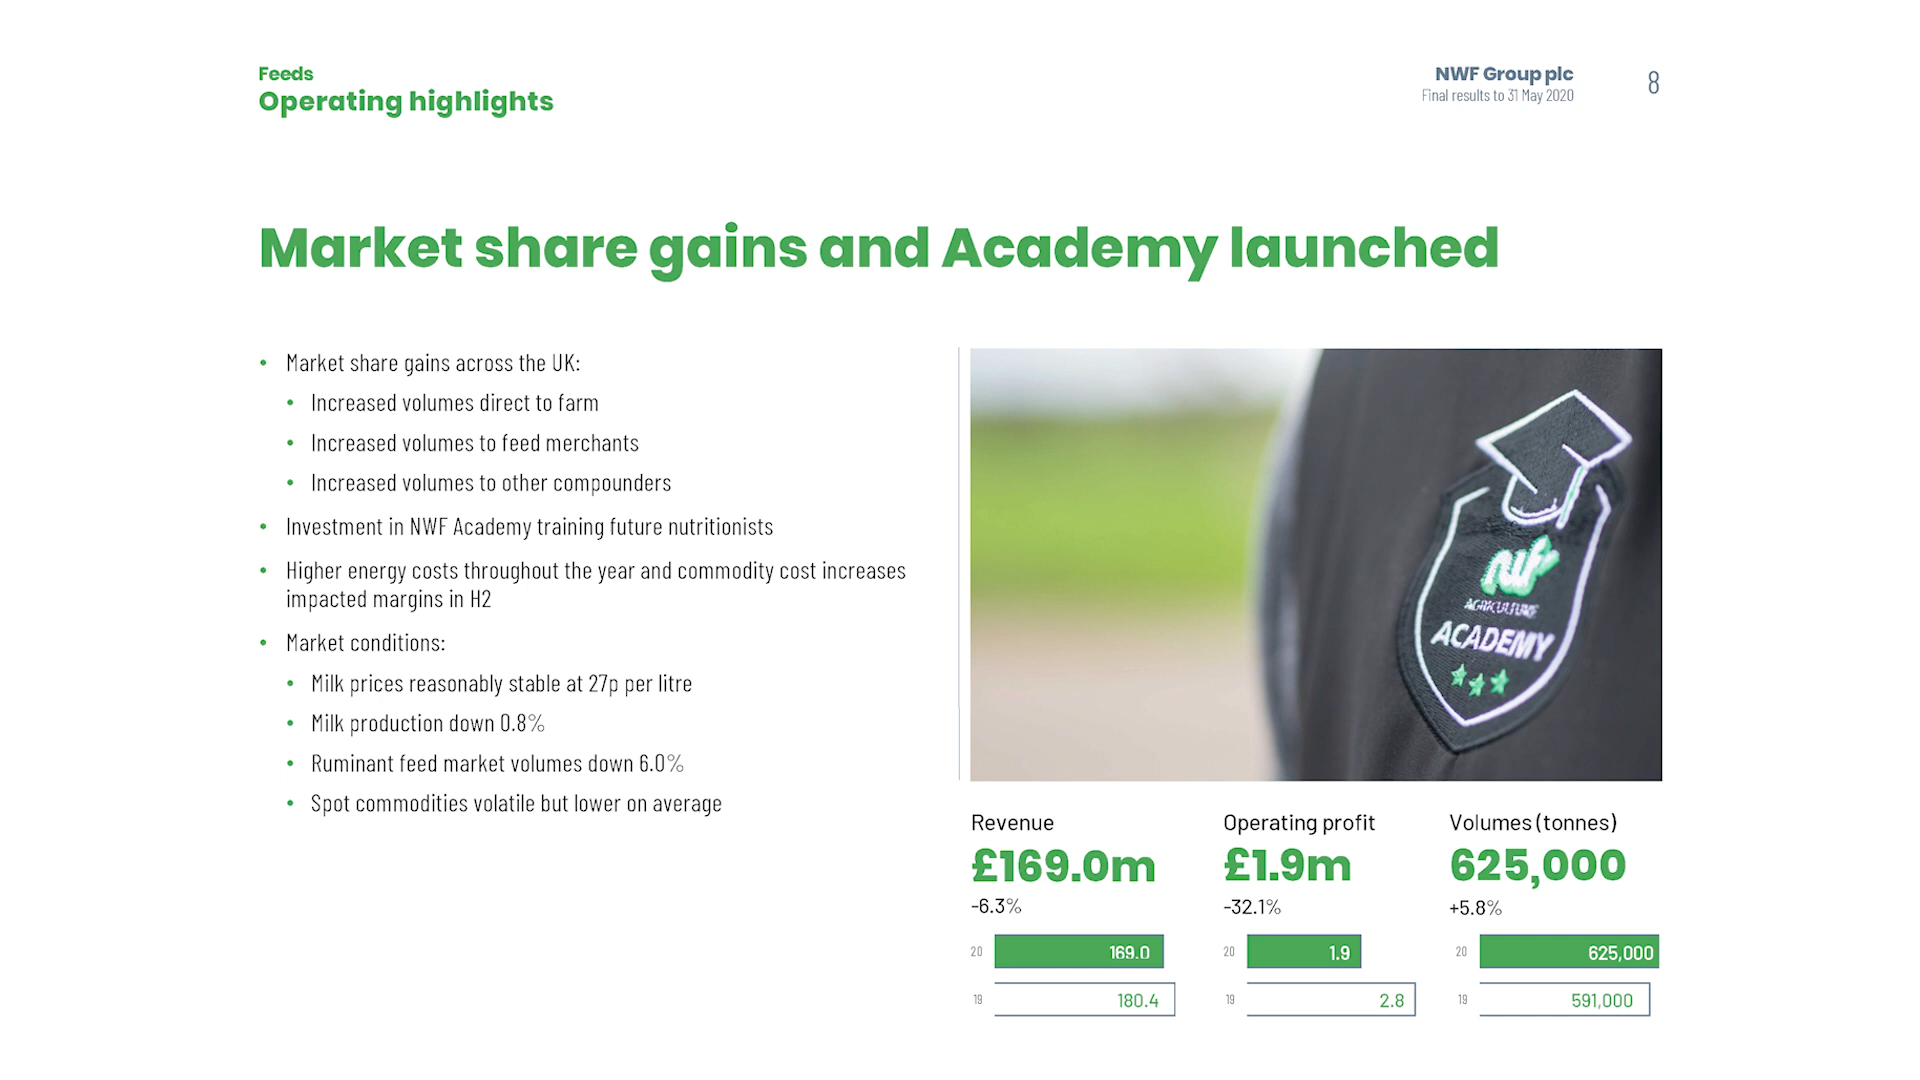 Feeds
Operating highlights
NWF Group plc
Final results to 31 May 2020
8
Market share gains and Academy launched
• Market share gains across the UK:
• Increased volumes direct to farm
• Increased volumes to feed merchants
• Increased volumes to other compounders
• Investment in NWF Academy training future nutritionists
• Higher energy costs throughout the year and commodity cost increases
impacted margins in H2
• Market conditions:
• Milk prices reasonably stable at 27p per litre
• Milk production down 0.8%
• Ruminant feed market volumes down 6.0%
• Spot commodities volatile but lower on average
nwf
AGRICULTURE
ACADEMY
Revenue
£169.0m
-6.3%
20 169.0
19 180.4
Operating profit
£1.9m
-32.1%
20 1.9
19 2.8
Volumes (tonnes)
625,000
+5.8%
20 625,000
19 591,000